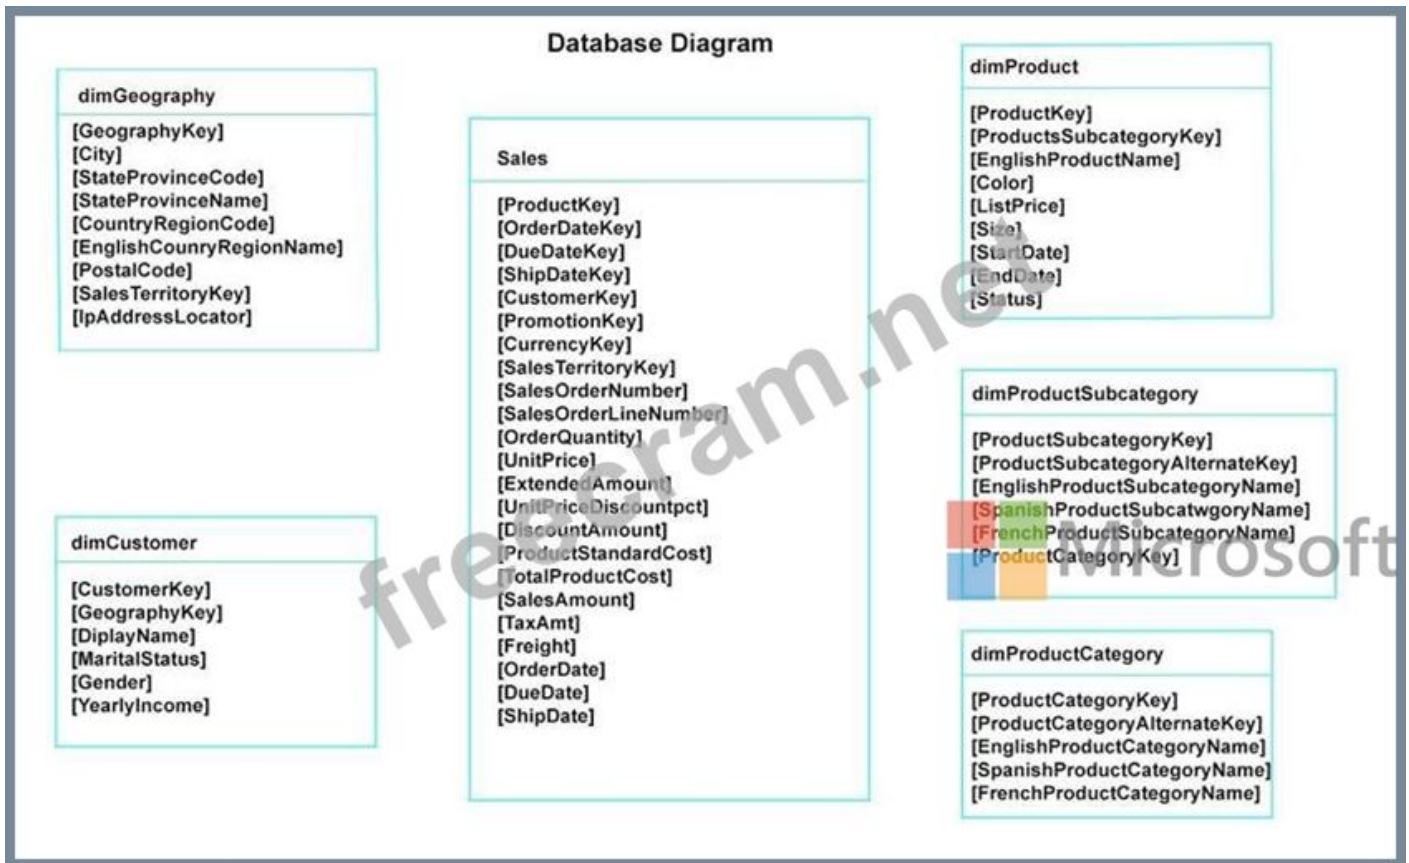 Database Diagram
dimGeography
[GeographyKey]
[City]
[StateProvinceCode]
[StateProvinceName]
[CountryRegionCode]
[EnglishCounryRegionName]
[PostalCode]
[SalesTerritoryKey]
[IpAddressLocator]
dimCustomer
[CustomerKey]
[GeographyKey]
[DiplayName]
[MaritalStatus]
[Gender]
[YearlyIncome]
Sales
[ProductKey]
[OrderDateKey]
[DueDateKey]
[ShipDateKey]
[CustomerKey]
[PromotionKey]
[CurrencyKey]
[SalesTerritoryKey]
[SalesOrderNumber]
[SalesOrderLineNumber]
[OrderQuantity]
[UnitPrice]
[ExtendedAmount]
[UnitPriceDiscountpct]
[DiscountAmount]
[ProductStandardCost]
[TotalProductCost]
[SalesAmount]
[TaxAmt]
[Freight]
[OrderDate]
[DueDate]
[ShipDate]
dimProduct
[ProductKey]
[ProductsSubcategoryKey]
[EnglishProductName]
[Color]
[ListPrice]
[Size]
[StartDate]
[EndDate]
[Status]
dimProductSubcategory
[ProductSubcategoryKey]
[ProductSubcategoryAlternateKey]
[EnglishProductSubcategoryName]
[SpanishProductSubcatwgoryName]
[FrenchProductSubcategoryName]
[ProductCategoryKey]
dimProductCategory
[ProductCategoryKey]
[ProductCategoryAlternateKey]
[EnglishProductCategoryName]
[SpanishProductCategoryName]
[FrenchProductCategoryName]
freecram.net
Microsoft